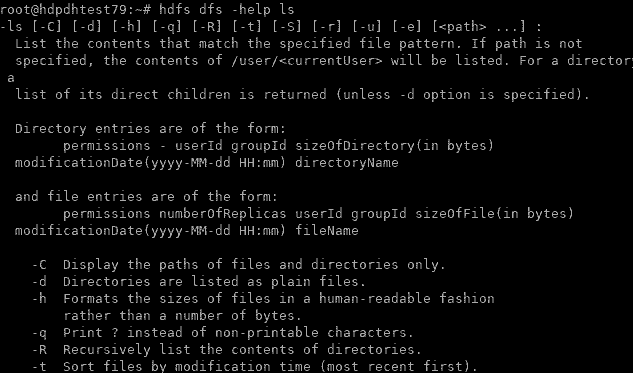 root@hdpdhtest79:~# hdfs dfs -help ls
-ls [-C] [-d] [-h] [-q] [-R] [-t] [-S] [-r] [-u] [-e] [<path> ...] :
  List the contents that match the specified file pattern. If path is not
  specified, the contents of /user/<currentUser> will be listed. For a directory
 a
  list of its direct children is returned (unless -d option is specified).

  Directory entries are of the form:
        permissions - userId groupId sizeOfDirectory(in bytes)
  modificationDate(yyyy-MM-dd HH:mm) directoryName

  and file entries are of the form:
        permissions numberOfReplicas userId groupId sizeOfFile(in bytes)
  modificationDate(yyyy-MM-dd HH:mm) fileName

    -C  Display the paths of files and directories only.
    -d  Directories are listed as plain files.
    -h  Formats the sizes of files in a human-readable fashion
        rather than a number of bytes.
    -q  Print ? instead of non-printable characters.
    -R  Recursively list the contents of directories.
    -t  Sort files by modification time (most recent first).